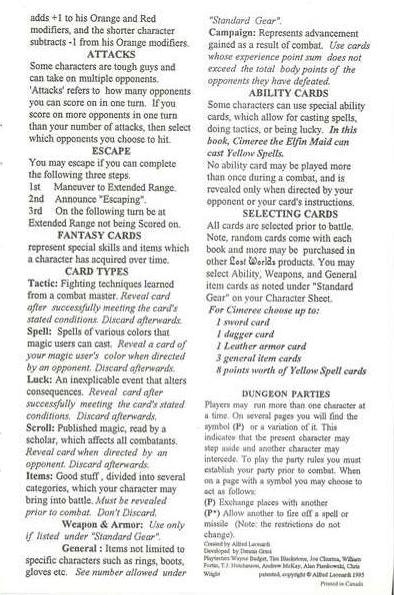 adds +1 to his Orange and Red
modifiers, and the shorter character
subtracts -1 from his Orange modifiers.
ATTACKS
Some characters are tough guys and
can take on multiple opponents.
'Attacks' refers to how many opponents
you can score on in one turn. If you
score on more opponents in one turn
than your number of attacks, then select
which opponents you choose to hit.
ESCAPE
You may escape if you can complete
the following three steps.
1st Maneuver to Extended Range.
2nd Announce "Escaping".
3rd On the following turn be at
Extended Range not being Scored on.
FANTASY CARDS
represent special skills and items which
a character has acquired over time.
CARD TYPES
Tactic: Fighting techniques learned
from a combat master. Reveal card
after successfully meeting the card's
stated conditions. Discard afterwards.
Spell: Spells of various colors that
magic users can cast. Reveal a card of
your magic user's color when directed
by an opponent. Discard afterwards.
Luck: An inexplicable event that alters
consequences. Reveal card after
successfully meeting the card's stated
conditions. Discard afterwards.
Scroll: Published magic, read by a
scholar, which affects all combatants.
Reveal card when directed by an
opponent. Discard afterwards.
Items: Good stuff , divided into several
categories, which your character may
bring into battle. Must be revealed
prior to combat. Don't Discard.
Weapon & Armor: Use only
if listed under "Standard Gear".
General : Items not limited to
specific characters such as rings, boots,
gloves etc. See number allowed under
"Standard Gear".
Campaign: Represents advancement
gained as a result of combat. Use cards
whose experience point sum does not
exceed the total body points of the
opponents they have defeated.
ABILITY CARDS
Some characters can use special ability
cards, which allow for casting spells,
doing tactics, or being lucky. In this
book, Cimeree the Elfin Maid can
cast Yellow Spells.
No ability card may be played more
than once during a combat, and is
revealed only when directed by your
opponent or your card's instructions.
SELECTING CARDS
All cards are selected prior to battle.
Note, random cards come with each
book and more may be purchased in
other Lost Worlds products. You may
select Ability, Weapons, and General
item cards as noted under "Standard
Gear" on your Character Sheet.
For Cimeree choose up to:
1 sword card
1 dagger card
1 Leather armor card
3 general item cards
8 points worth of Yellow Spell cards
DUNGEON PARTIES
Players may run more than one character at
a time. On several pages you will find the
symbol (P) or a variation of it. This
indicates that the present character may
step aside and another character may
intercede. To play the party rules you must
establish your party prior to combat. When
on a page with a symbol you may choose to
act as follows:
(P) Exchange places with another
(P*) Allow another to fire off a spell or
missile (Note: the restrictions do not
change).
Created by Alfred Leonardi
Developed by Dennis Greci
Playtesters Wayne Budget, Tim Blackstone, Joe Charma, William
Fortin, T.J. Hutchinson, Andrew McKay, Alan Pienkowski, Chris
Wright patented, copyright © Alfred Leonardi 1995
Printed in Canada